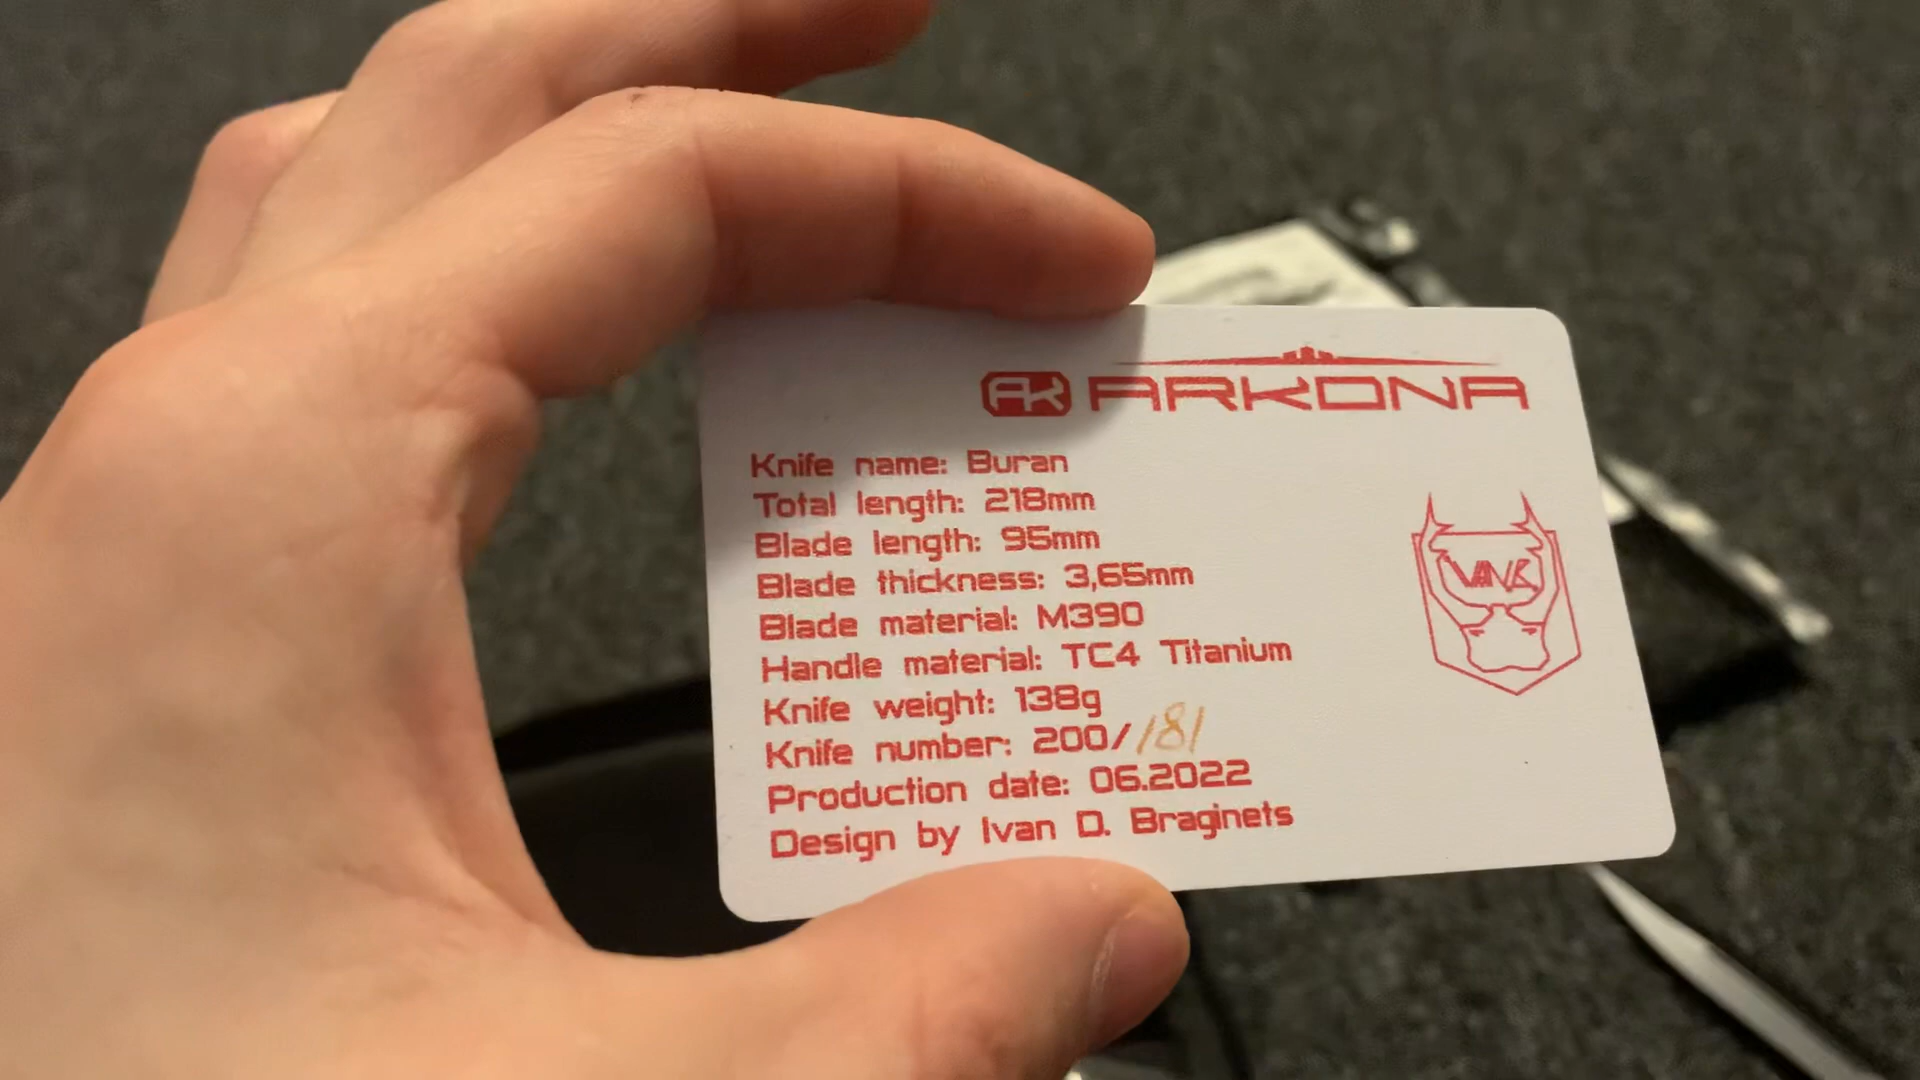 AK ARKONA
Knife name: Buran
Total length: 218mm
Blade length: 95mm
Blade thickness: 3,65mm
Blade material: M390
Handle material: TC4 Titanium
Knife weight: 138g
Knife number: 200/181
Production date: 06.2022
Design by Ivan D. Braginets